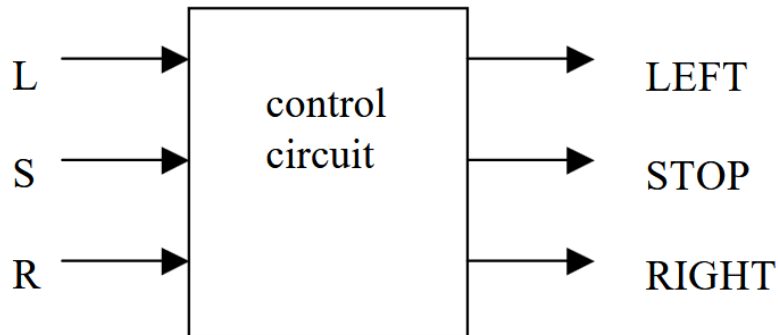 L
S
R
control
circuit
LEFT
STOP
RIGHT